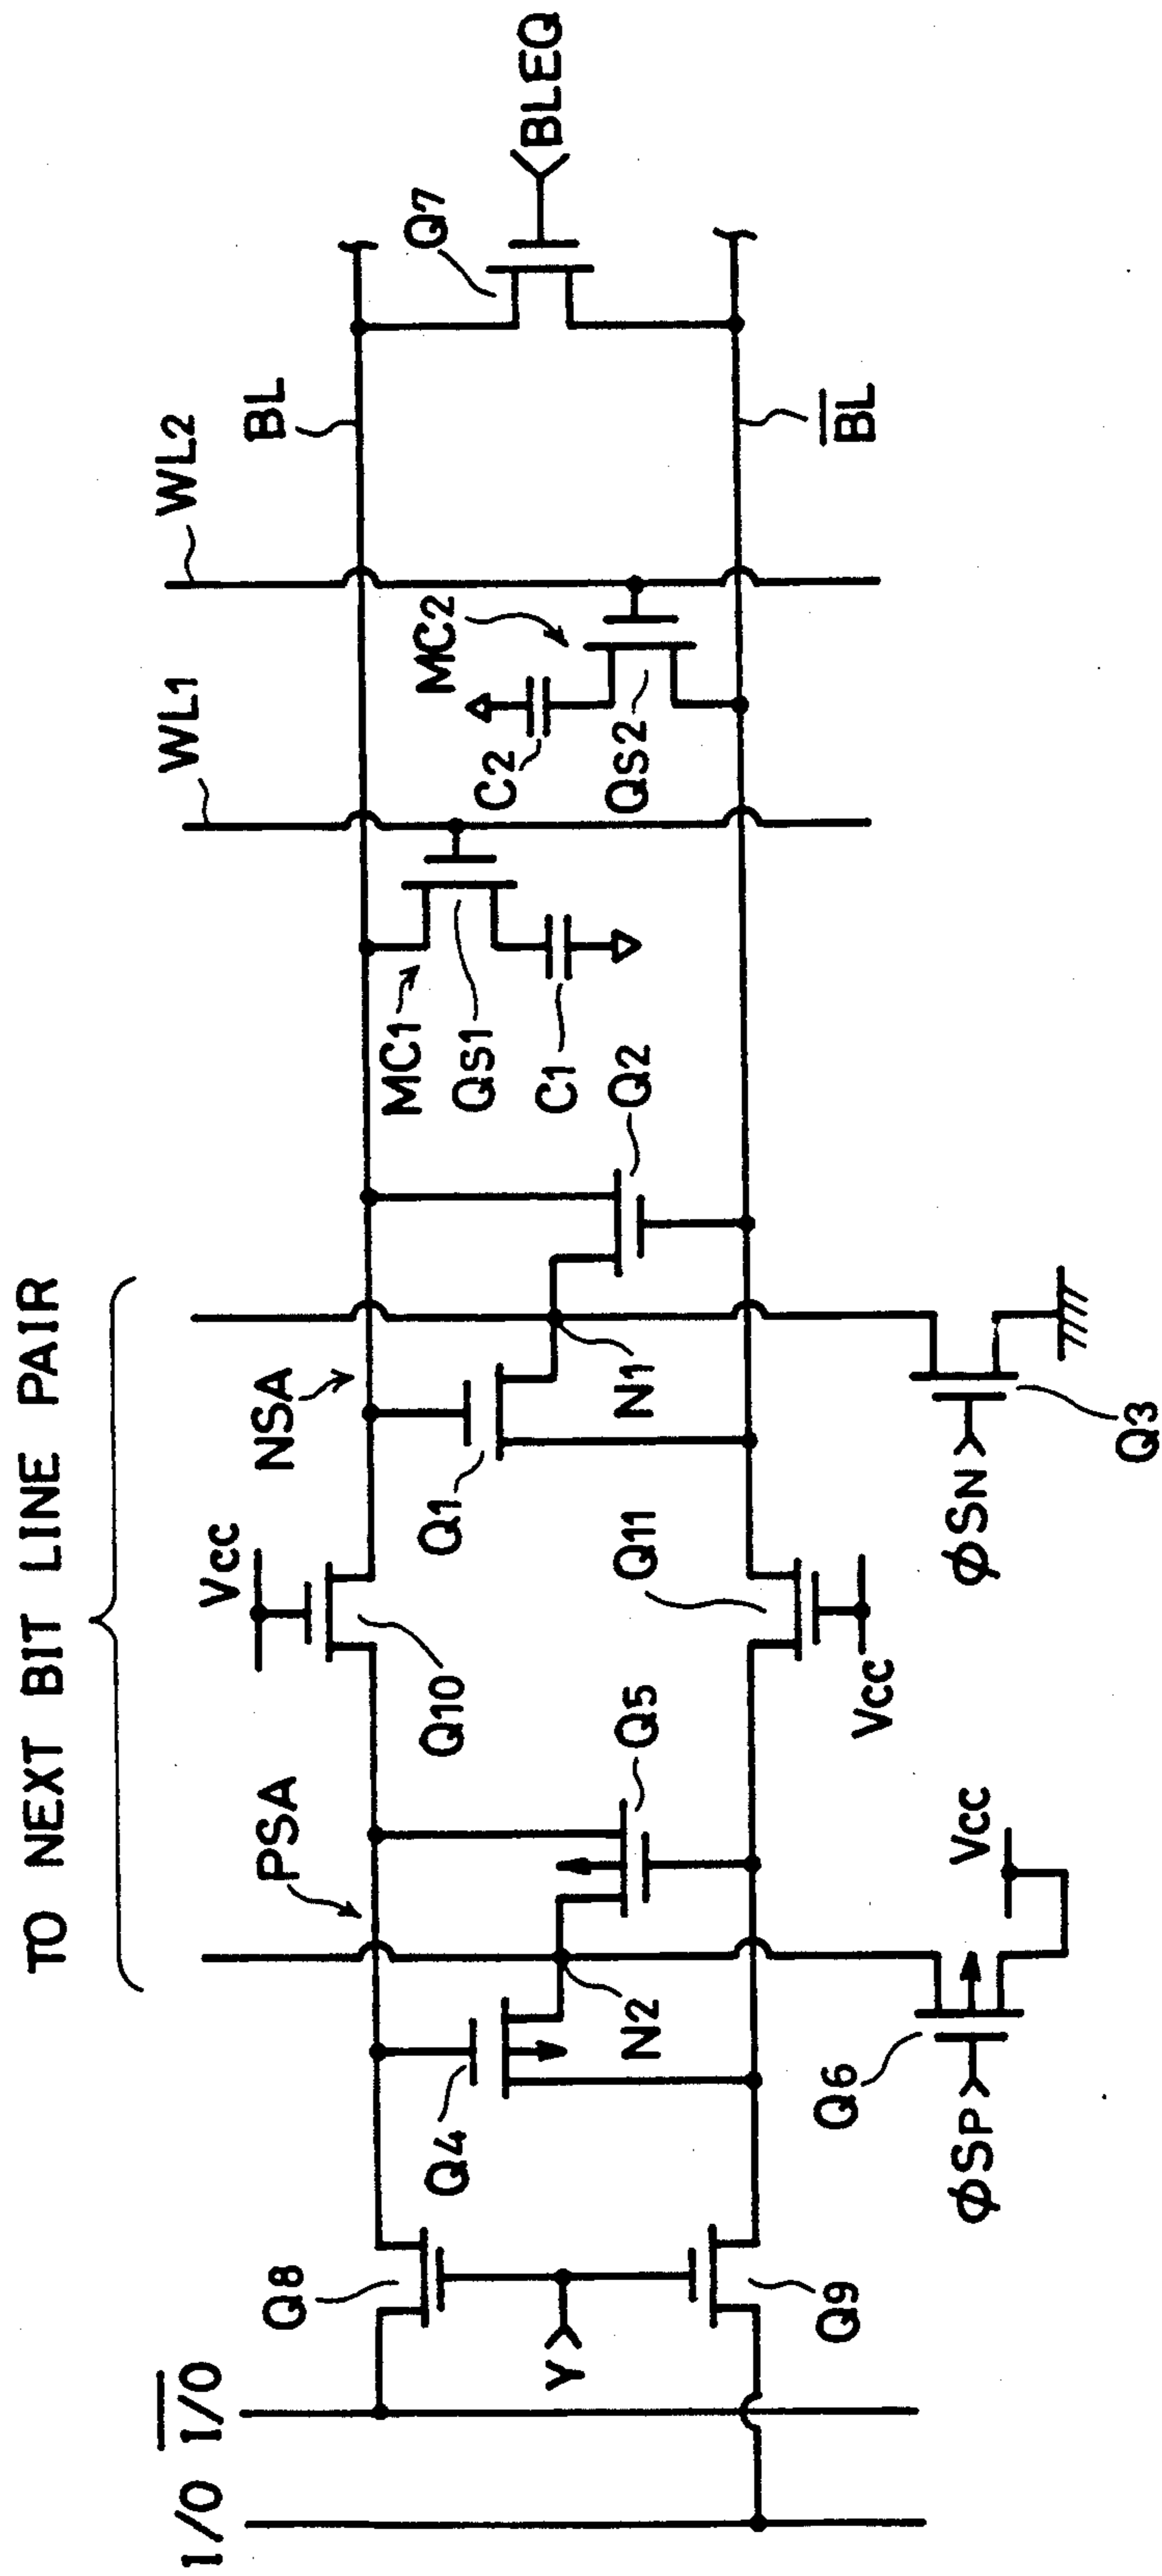 TO NEXT BIT LINE PAIR
I/O
I/O
Q8
Y
Q9
PSA
Q4
N2
Q5
Q6
ΦSP
Vcc
Vcc
Q10
Q11
Vcc
NSA
Q1
N1
Q2
ΦSN
Q3
MC1
QS1
C1
WL1
C2
MC2
QS2
WL2
BL
BL
Q7
BLEQ